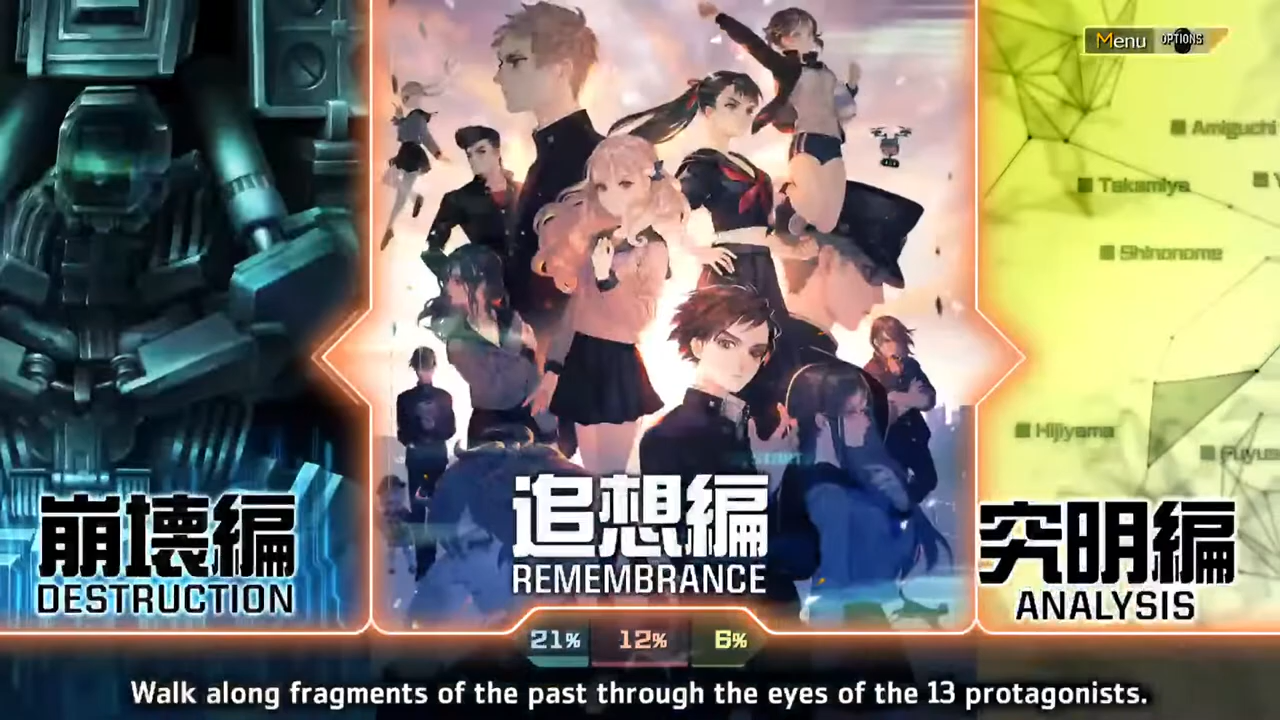 Menu OPTIONS
Amiguchi
Takamiya
Shinonome
Hijiyama
崩壊編
DESTRUCTION
追想編
REMEMBRANCE
究明編
ANALYSIS
21% 12% 6%
Walk along fragments of the past through the eyes of the 13 protagonists.